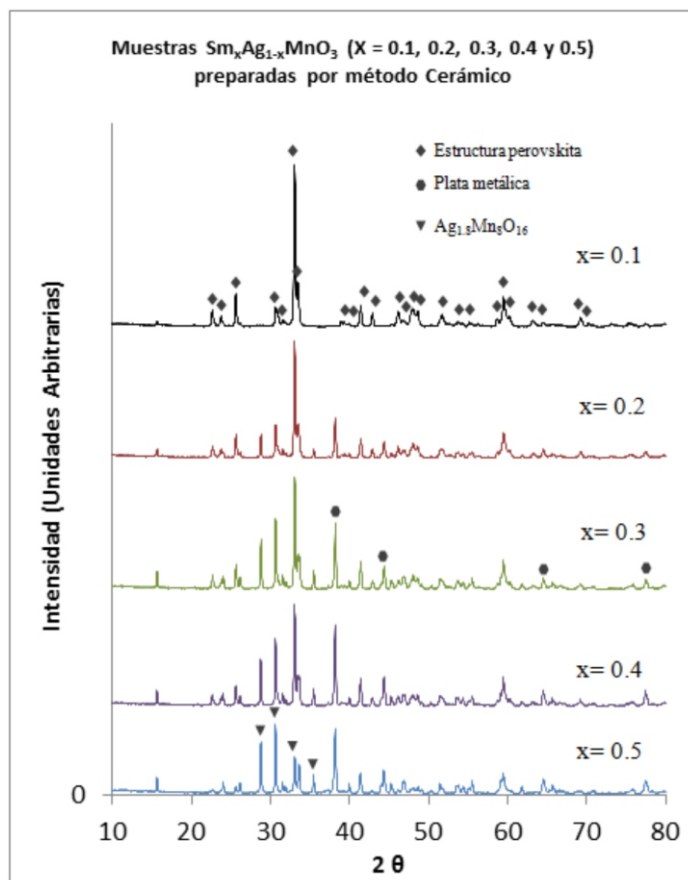 Muestras SmₓAg₁₋ₓMnO₃ (X = 0.1, 0.2, 0.3, 0.4 y 0.5)
preparadas por método Cerámico
Estructura perovskita
Plata metálica
Ag₁.₈Mn₈O₁₆
x= 0.1
x= 0.2
x= 0.3
x= 0.4
x= 0.5
Intensidad (Unidades Arbitrarias)
0
10 20 30 40 50 60 70 80
2 θ